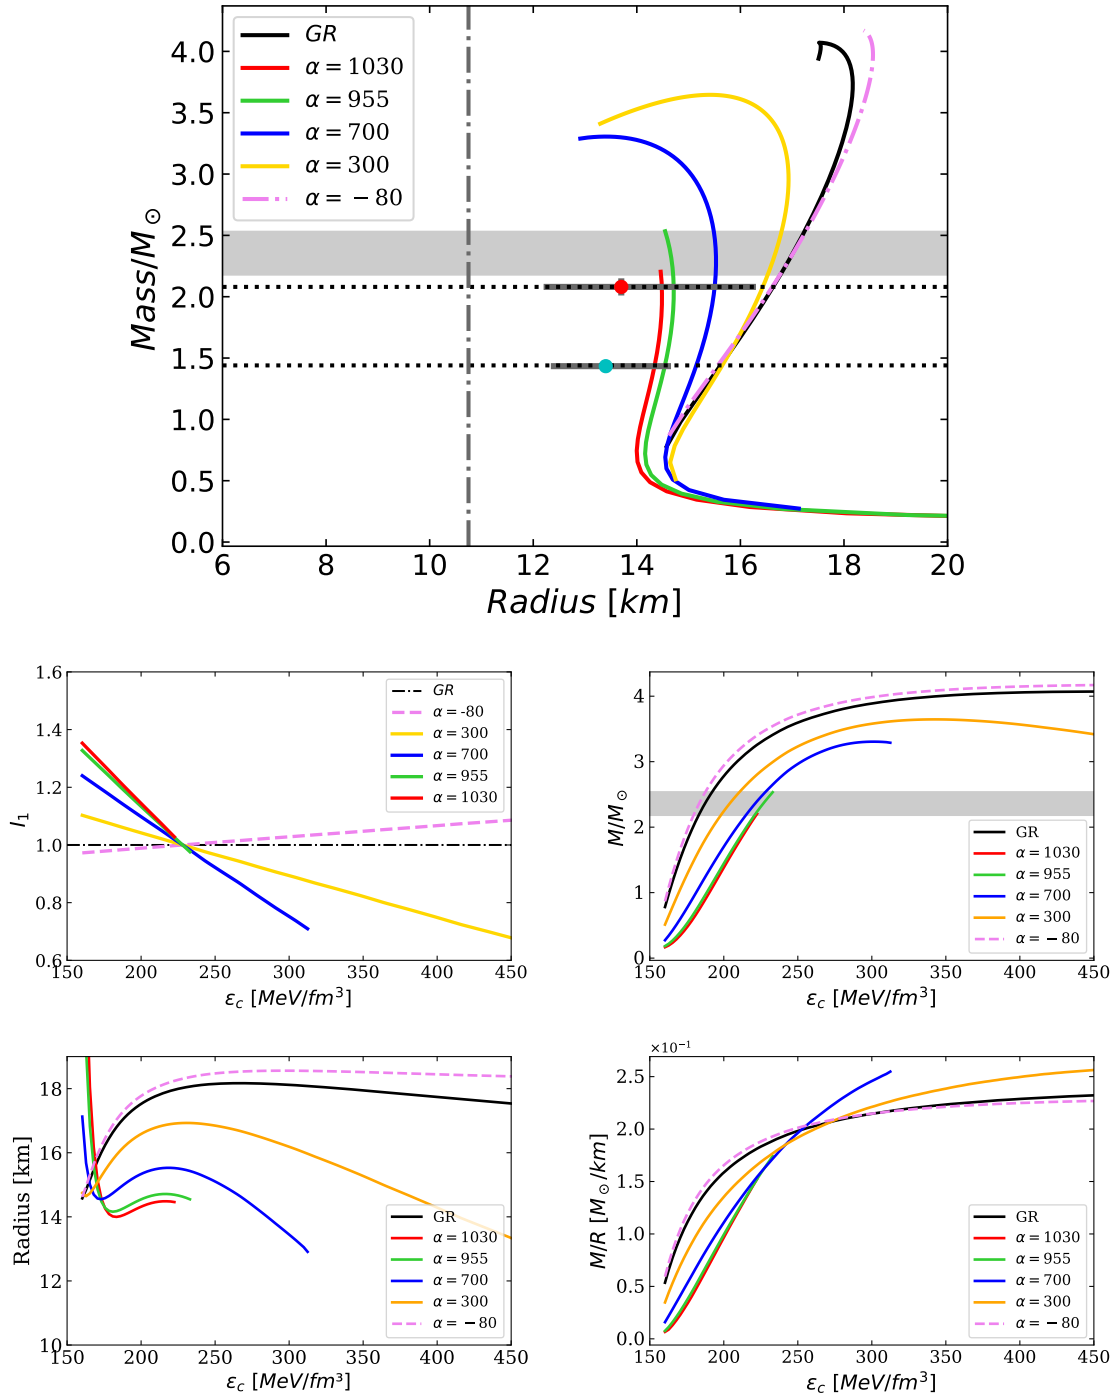 GR
α = 1030
α = 955
α = 700
α = 300
α = − 80
4.0
3.5
3.0
2.5
2.0
1.5
1.0
0.5
0.0
Mass/M⊙
6 8 10 12 14 16 18 20
Radius [km]
1.6
1.4
1.2
1.0
0.8
0.6
I₁
GR
α = -80
α = 300
α = 700
α = 955
α = 1030
150 200 250 300 350 400 450
ε_c [MeV/fm³]
4
3
2
1
0
M/M⊙
GR
α = 1030
α = 955
α = 700
α = 300
α = − 80
150 200 250 300 350 400 450
ε_c [MeV/fm³]
18
16
14
12
10
Radius [km]
GR
α = 1030
α = 955
α = 700
α = 300
α = − 80
150 200 250 300 350 400 450
ε_c [MeV/fm³]
×10⁻¹
2.5
2.0
1.5
1.0
0.5
0.0
M/R [M⊙/km]
GR
α = 1030
α = 955
α = 700
α = 300
α = − 80
150 200 250 300 350 400 450
ε_c [MeV/fm³]